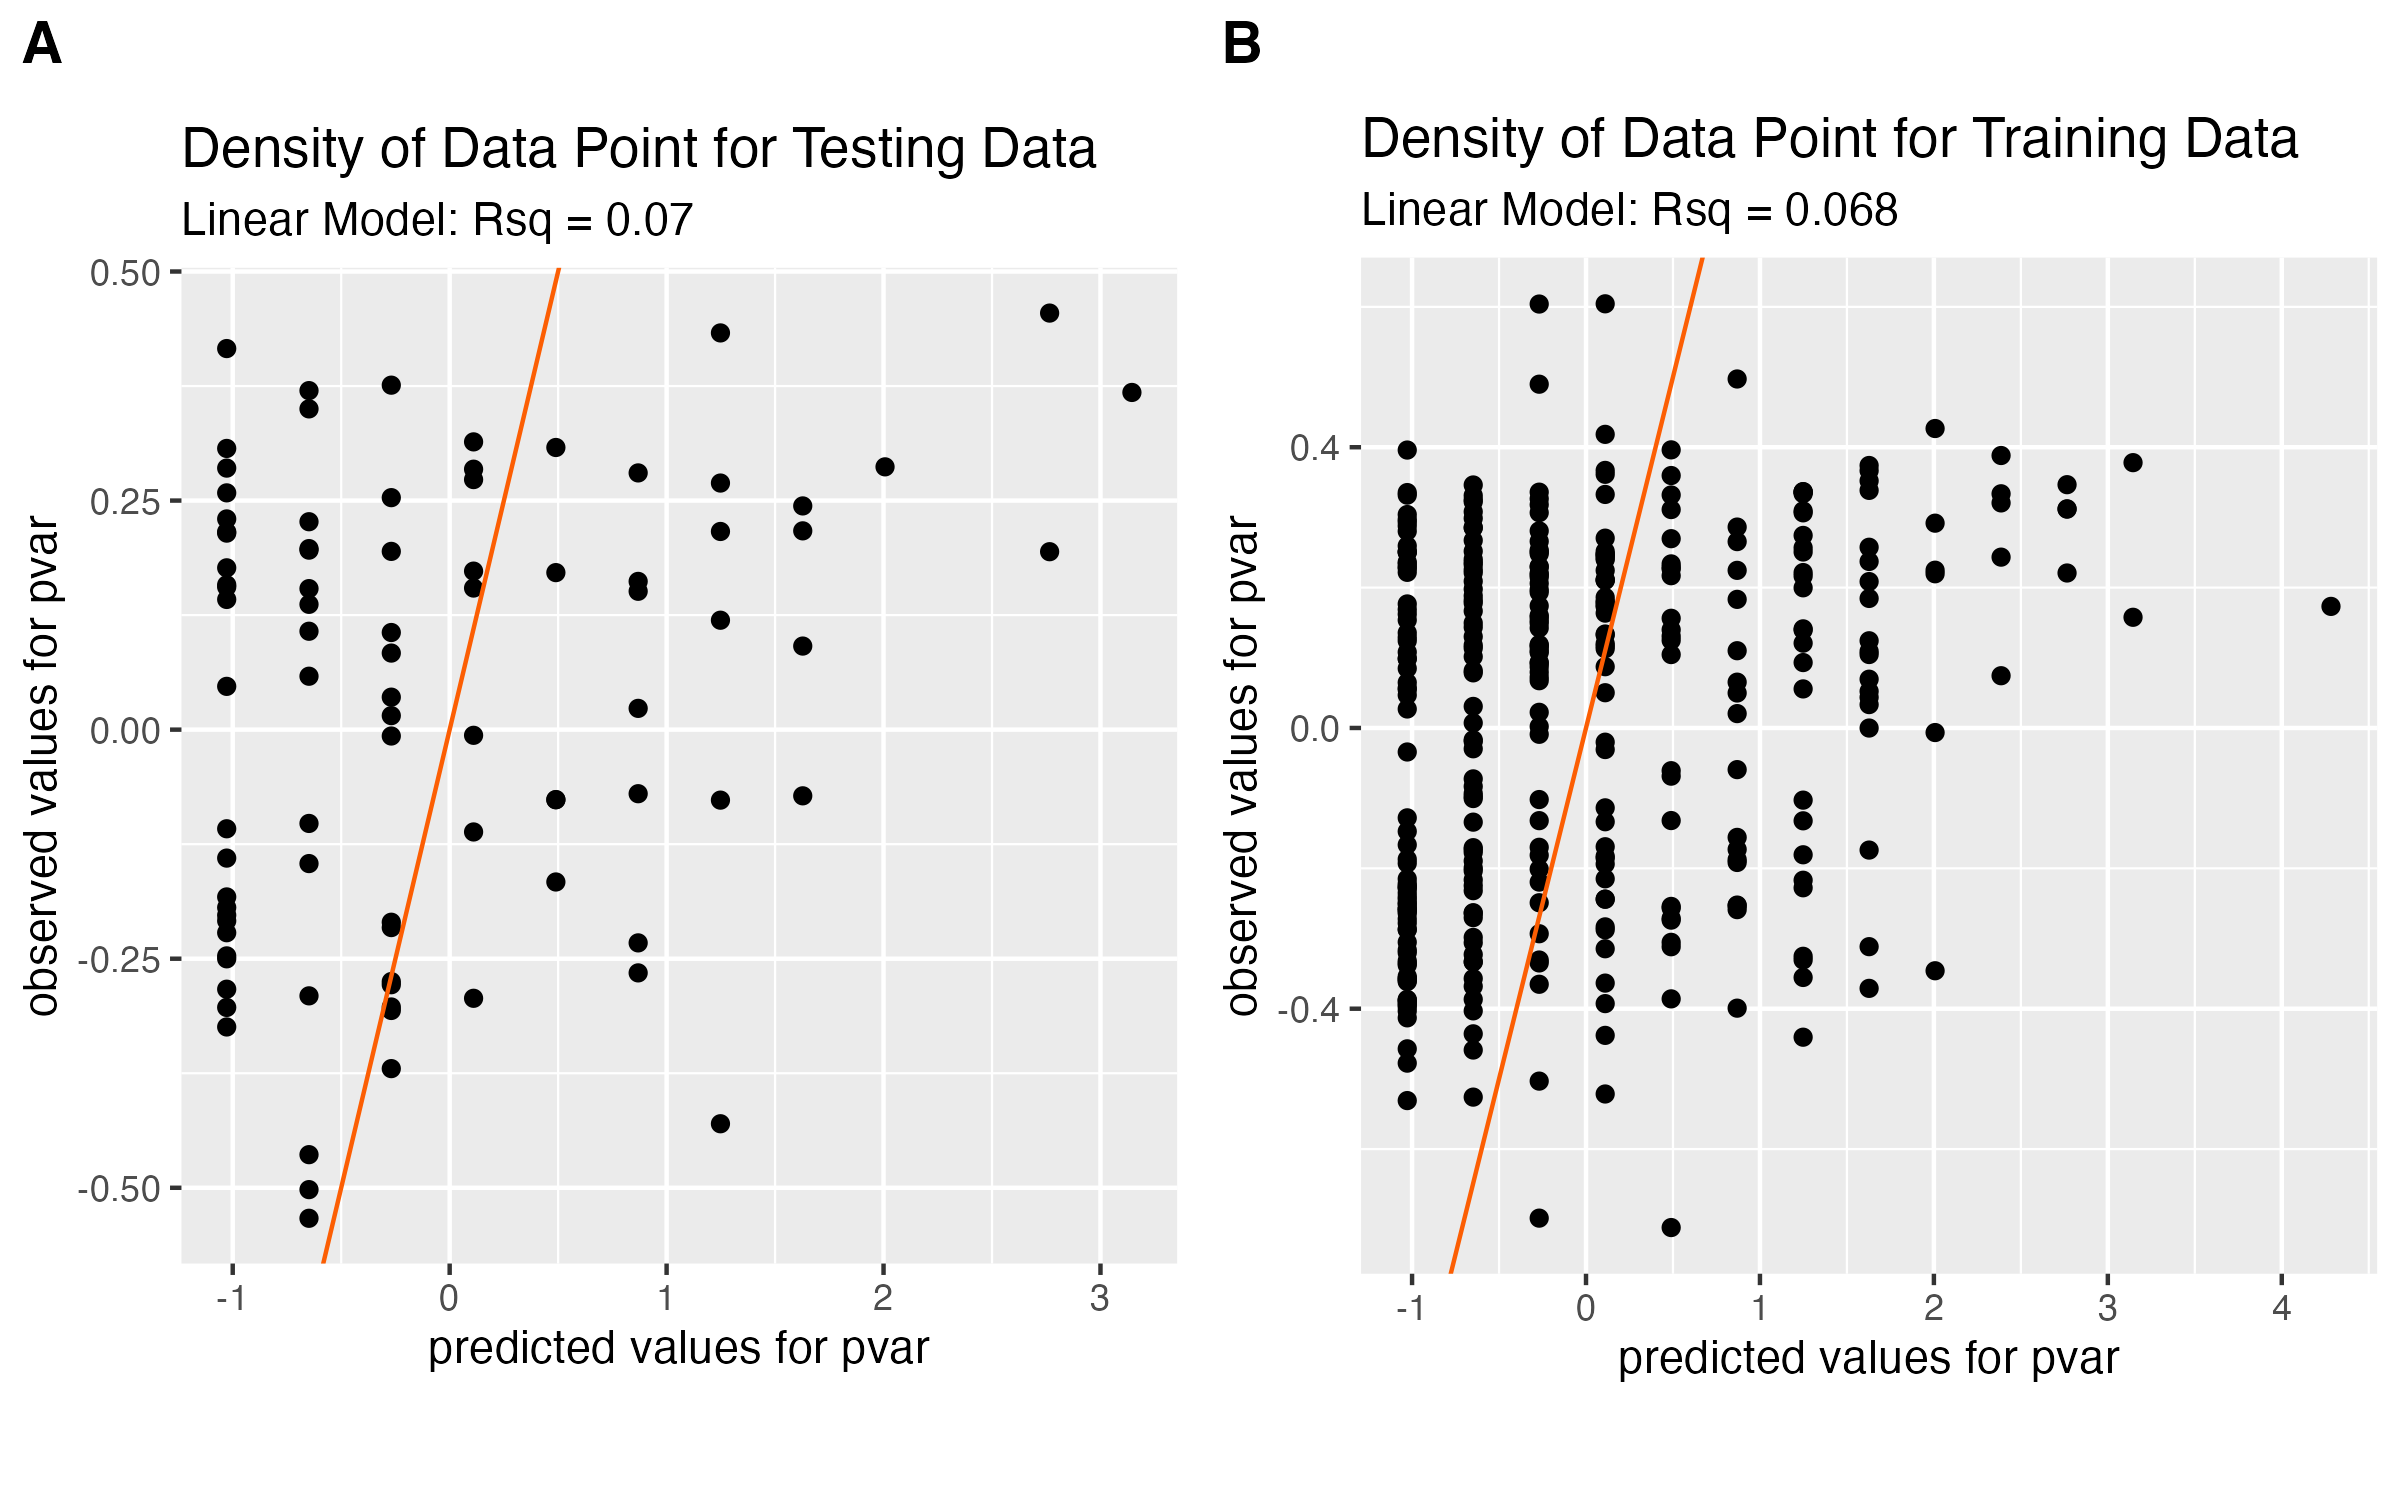 A
Density of Data Point for Testing Data
Linear Model: Rsq = 0.07
observed values for pvar
0.50
0.25
0.00
-0.25
-0.50
-1 0 1 2 3
predicted values for pvar
B
Density of Data Point for Training Data
Linear Model: Rsq = 0.068
observed values for pvar
0.4
0.0
-0.4
-1 0 1 2 3 4
predicted values for pvar